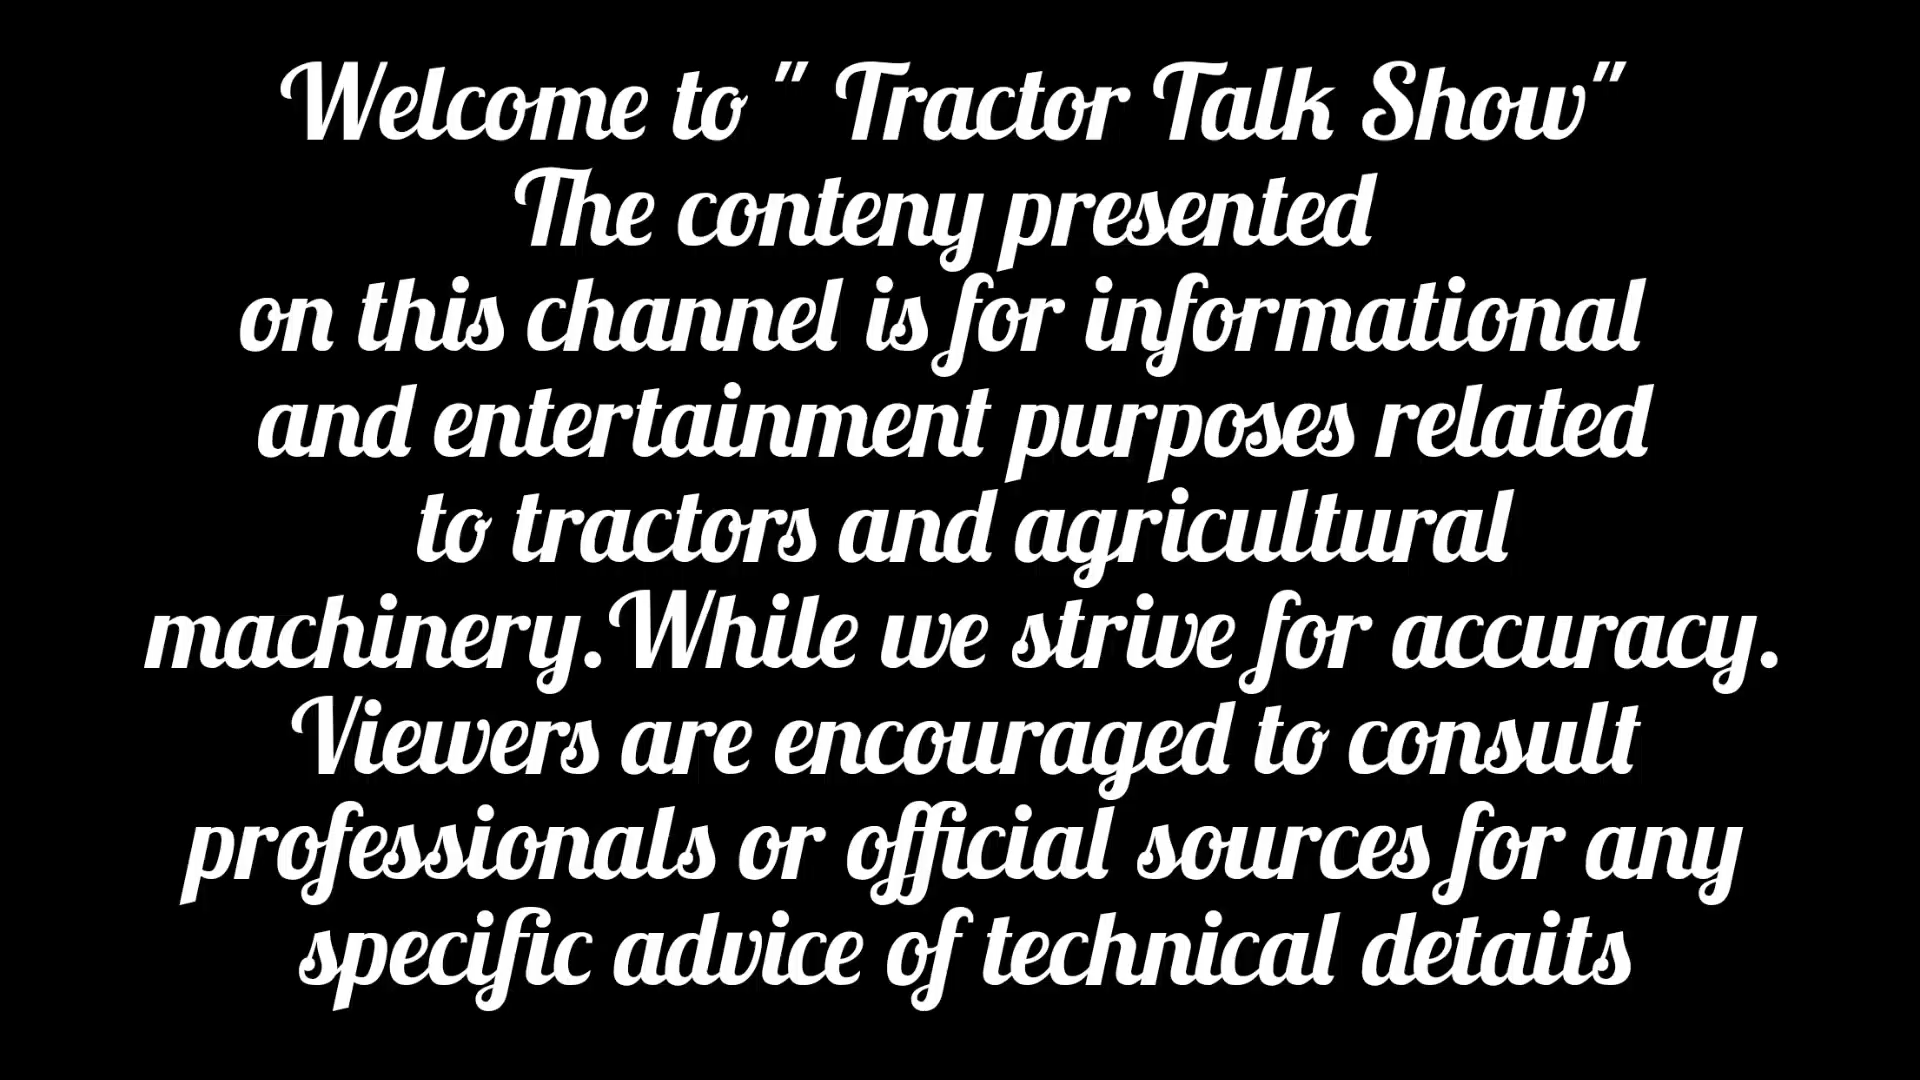 Welcome to " Tractor Talk Show"
The conteny presented
on this channel is for informational
and entertainment purposes related
to tractors and agricultural
machinery.While we strive for accuracy.
Viewers are encouraged to consult
professionals or official sources for any
specific advice of technical detaits